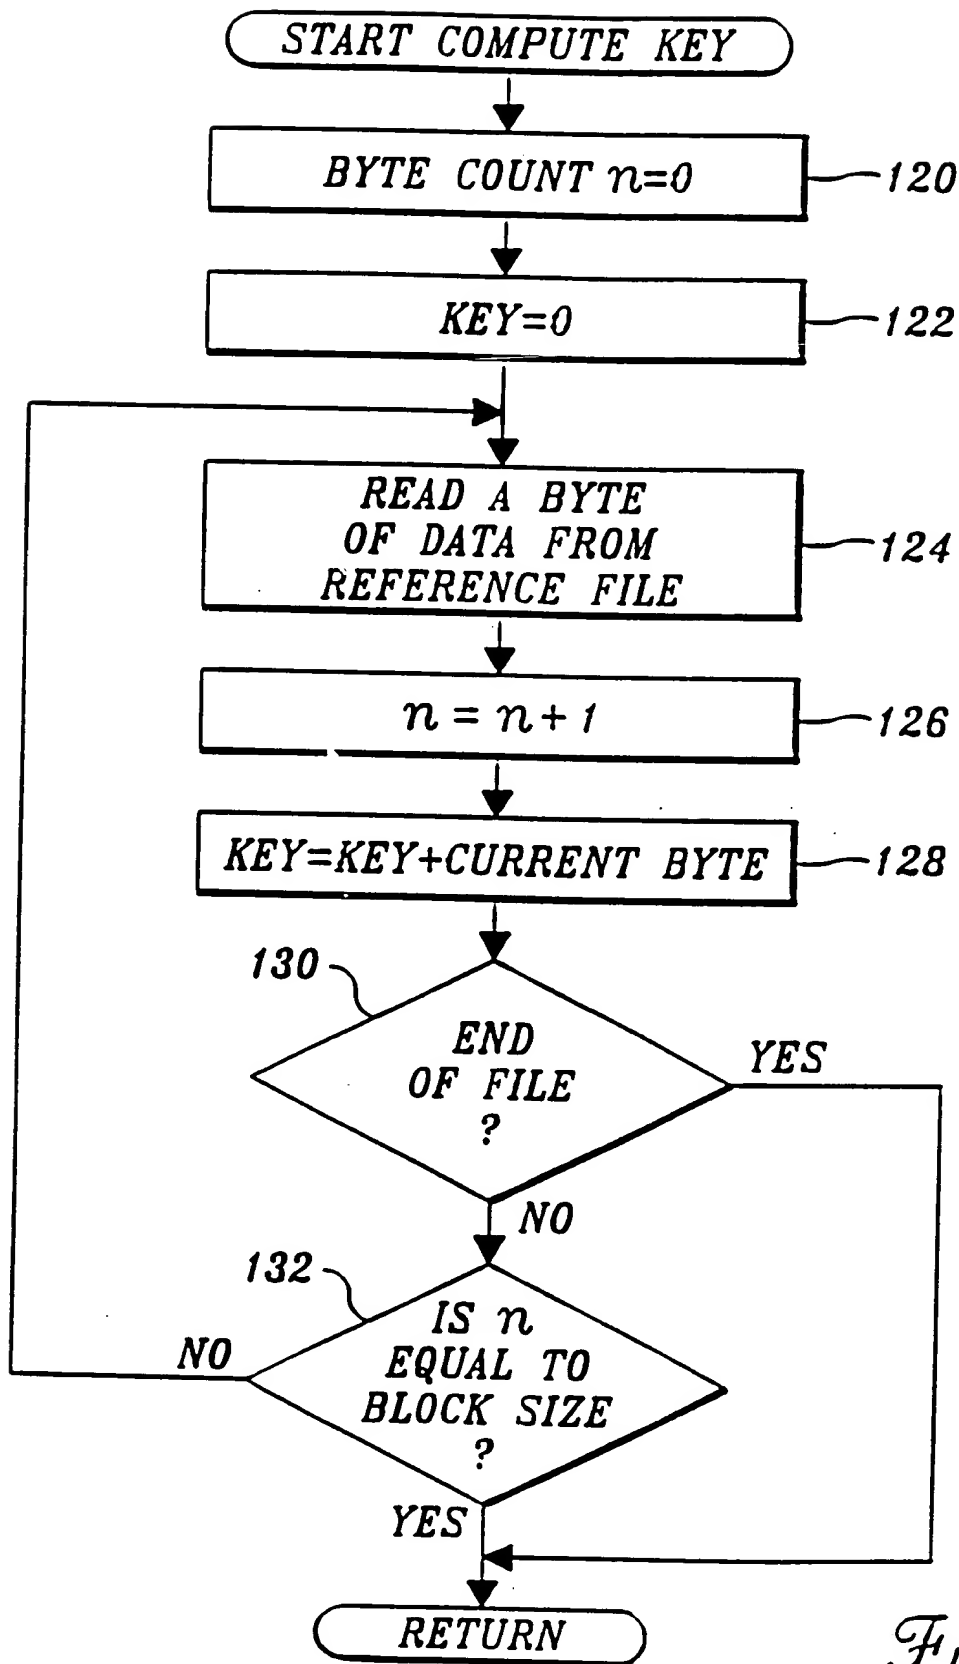 START COMPUTE KEY
BYTE COUNT n=0
120
KEY=0
122
READ A BYTE
OF DATA FROM
REFERENCE FILE
124
n = n + 1
126
KEY=KEY+CURRENT BYTE
128
130
END
OF FILE
?
YES
NO
132
IS n
EQUAL TO
BLOCK SIZE
?
NO
YES
RETURN